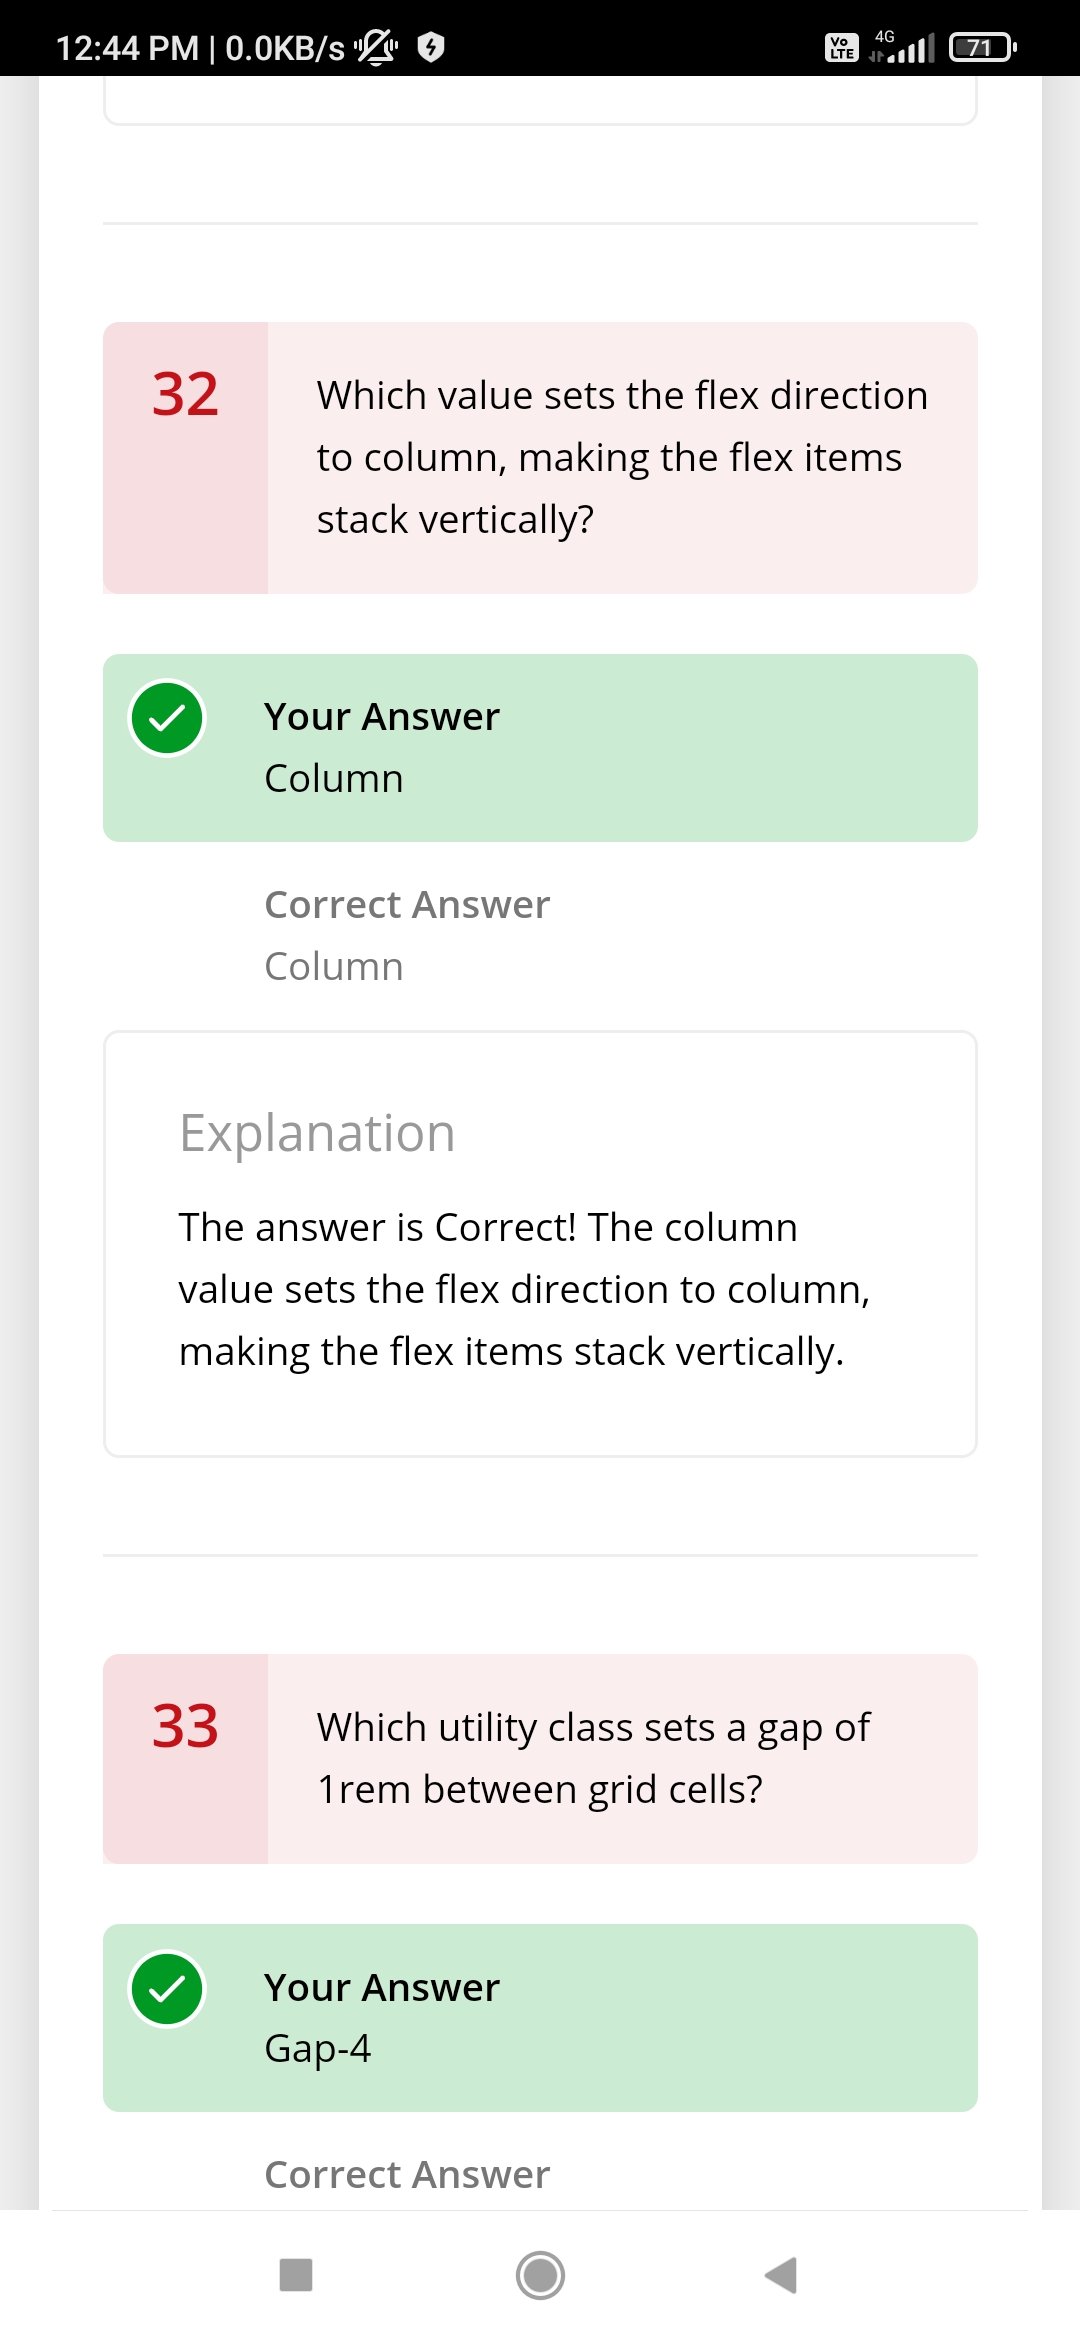 12:44 PM | 0.0KB/s Vo LTE 4G 71
32
Which value sets the flex direction
to column, making the flex items
stack vertically?
Your Answer
Column
Correct Answer
Column
Explanation
The answer is Correct! The column
value sets the flex direction to column,
making the flex items stack vertically.
33
Which utility class sets a gap of
1rem between grid cells?
Your Answer
Gap-4
Correct Answer